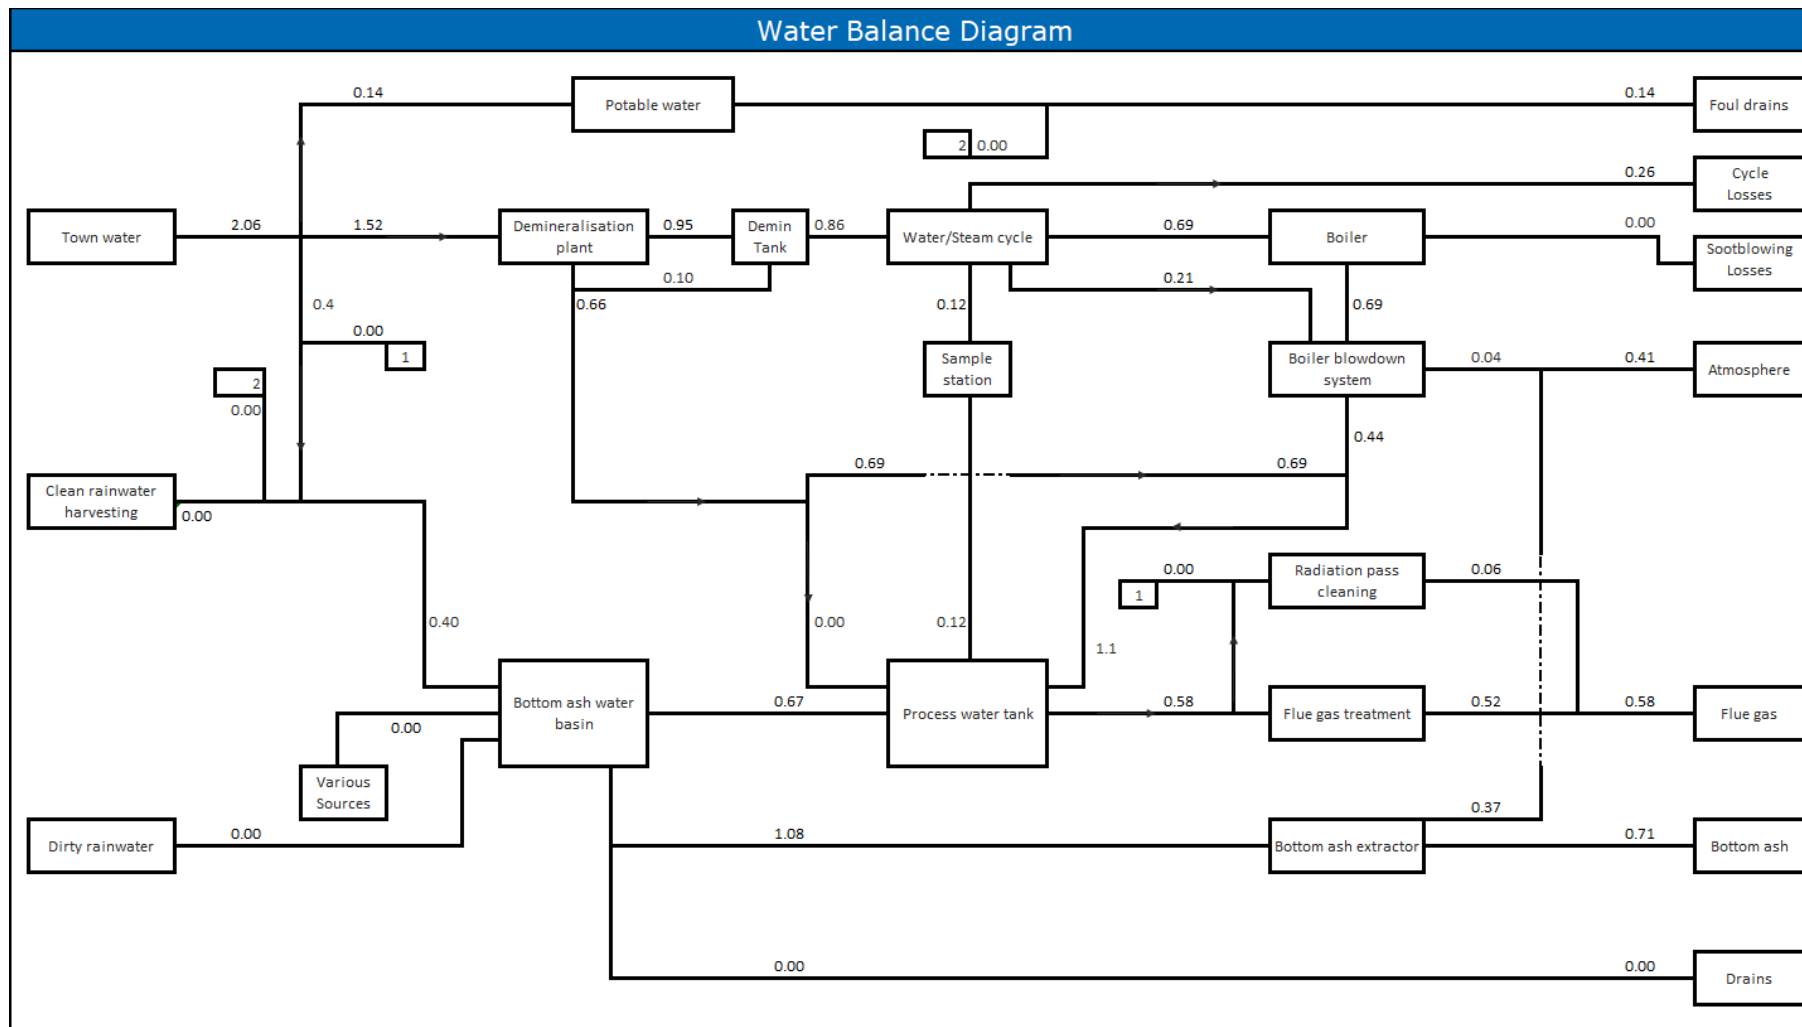 Water Balance Diagram
0.14
Potable water
0.14
Foul drains
2
0.00
0.26
Cycle
Losses
Town water
2.06
1.52
Demineralisation
plant
0.95
Demin
Tank
0.86
Water/Steam cycle
0.69
Boiler
0.00
Sootblowing
Losses
0.10
0.21
0.4
0.66
0.12
0.69
0.00
1
Sample
station
Boiler blowdown
system
0.04
0.41
Atmosphere
2
0.00
0.44
0.69
0.69
Clean rainwater
harvesting
0.00
0.00
1
Radiation pass
cleaning
0.06
0.40
0.00
0.12
1.1
Bottom ash water
basin
0.67
Process water tank
0.58
Flue gas treatment
0.52
0.58
Flue gas
0.00
Various
Sources
0.37
Dirty rainwater
0.00
1.08
Bottom ash extractor
0.71
Bottom ash
0.00
0.00
Drains